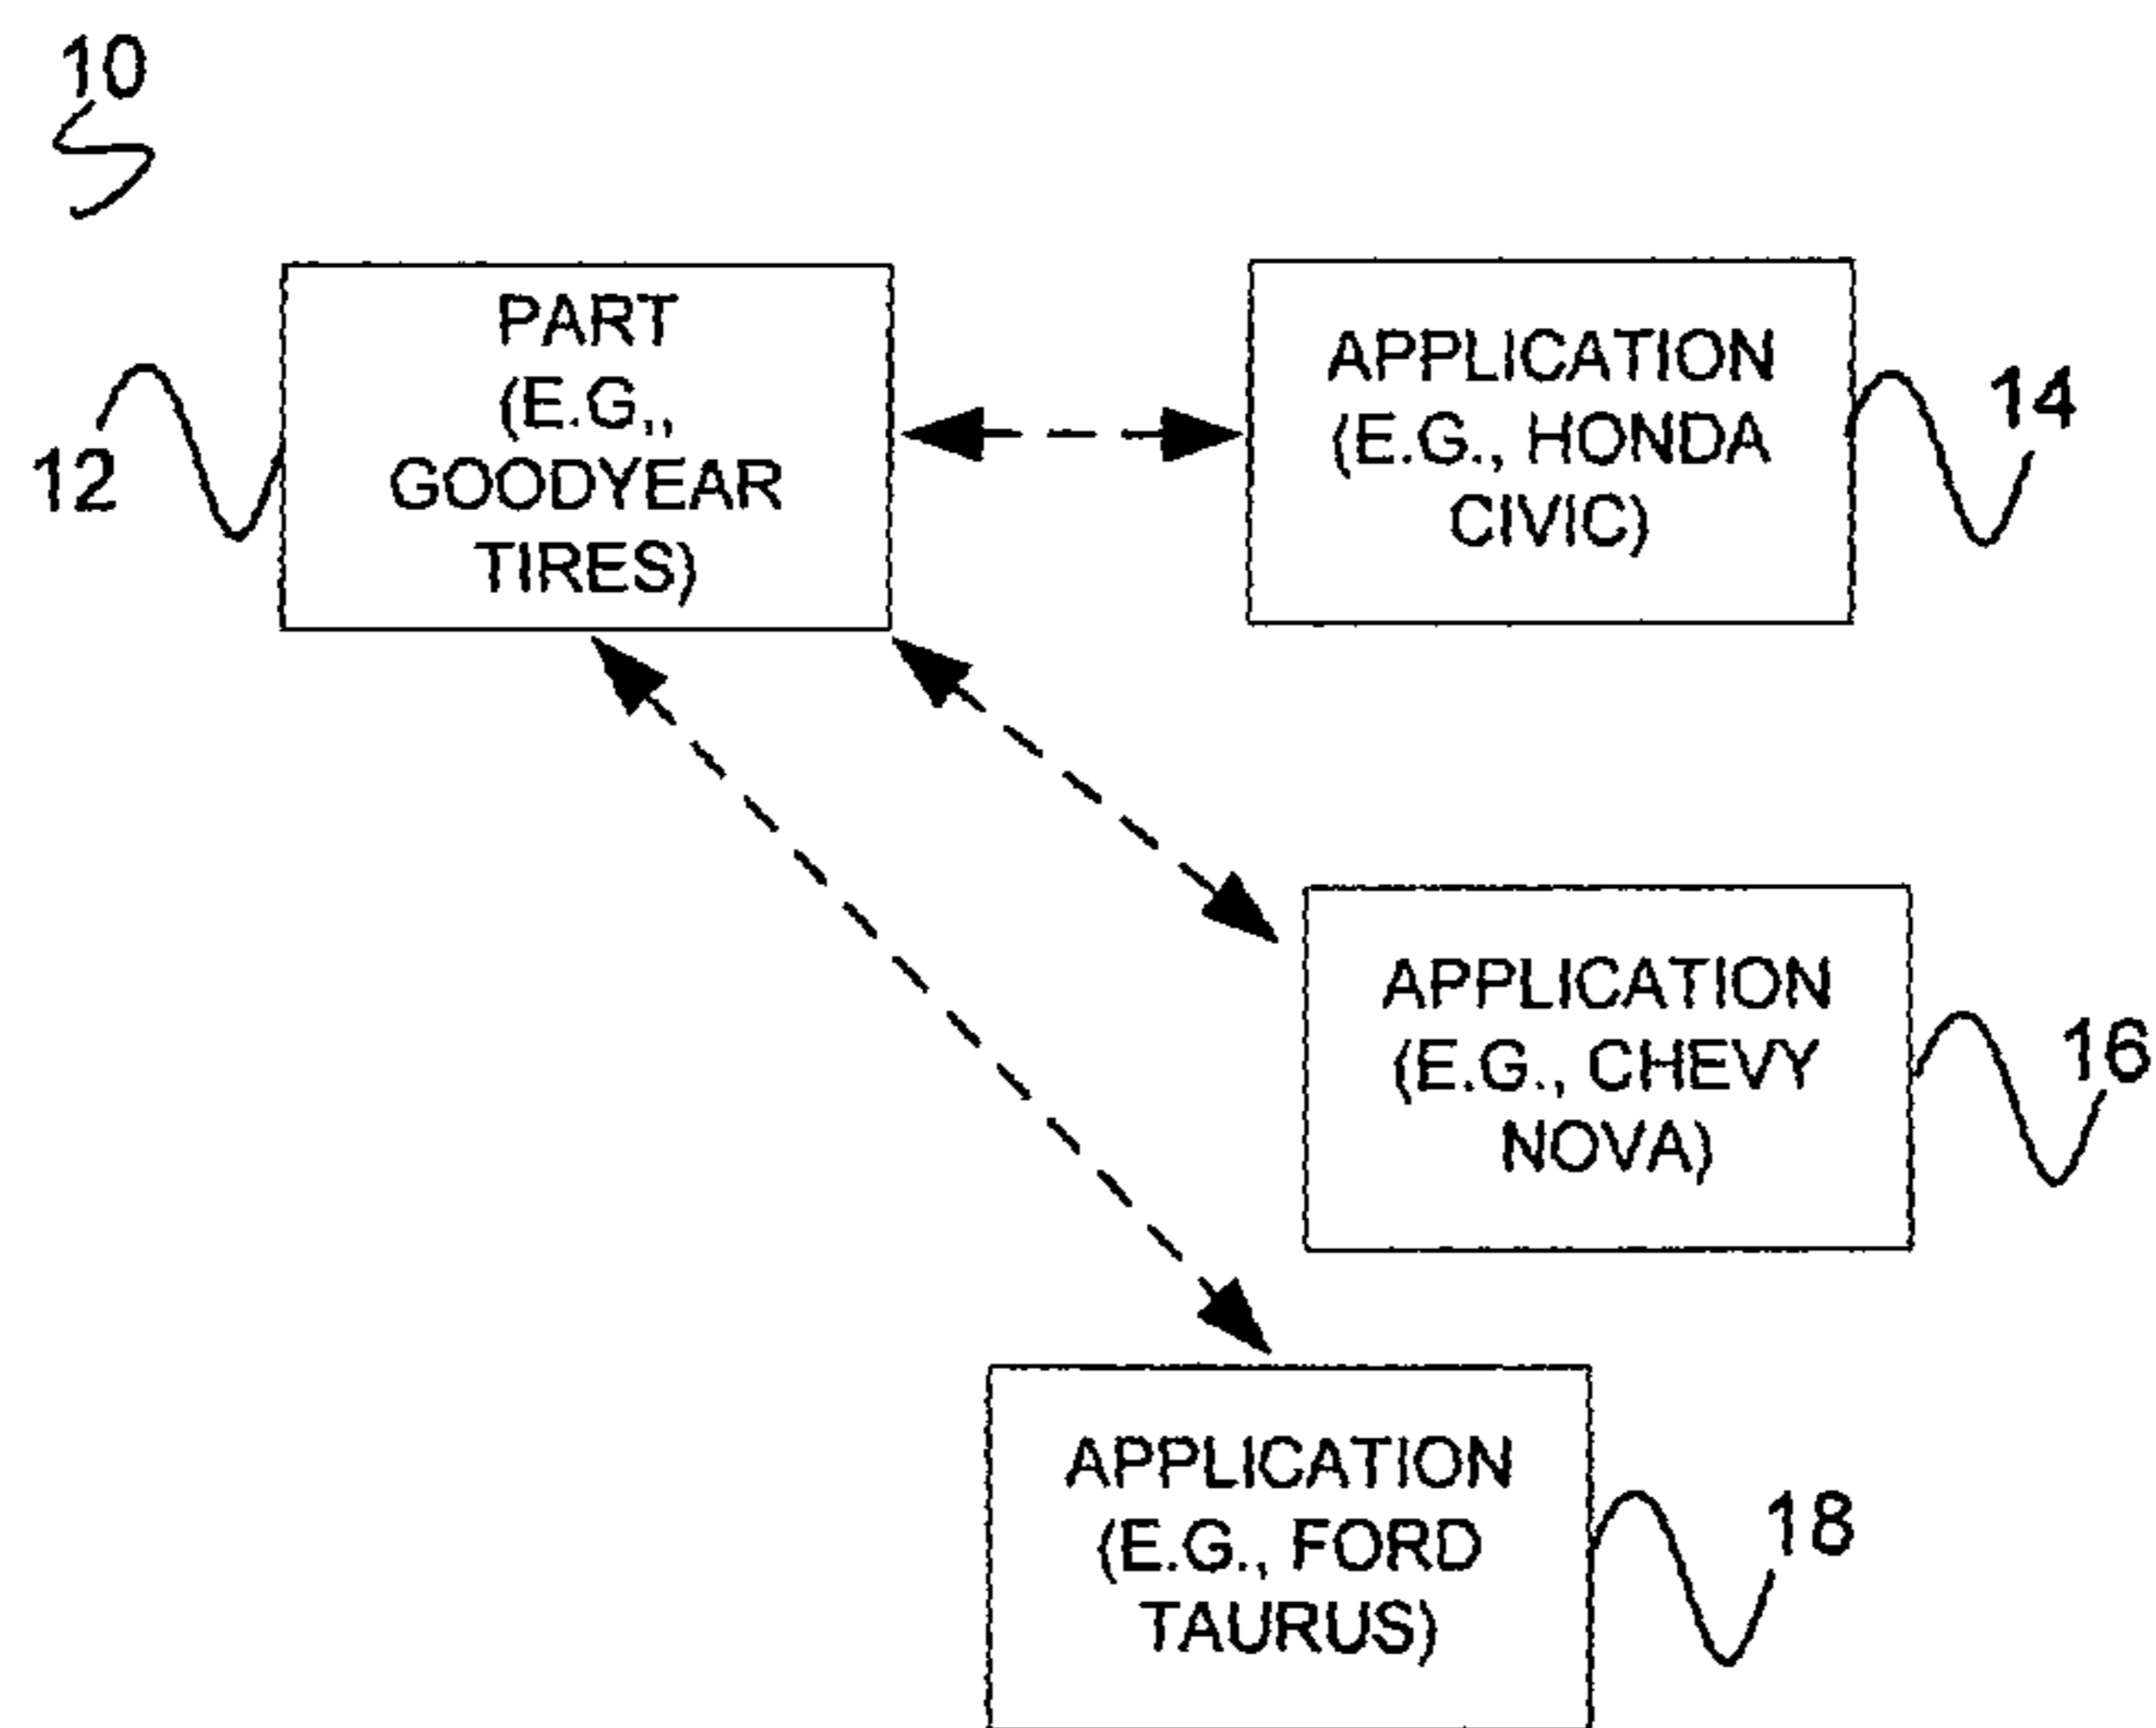 10
PART
(E.G.,,
GOODYEAR
TIRES)
12
APPLICATION
(E.G., HONDA
CIVIC)
14
APPLICATION
(E.G., CHEVY
NOVA)
16
APPLICATION
(E.G., FORD
TAURUS)
18